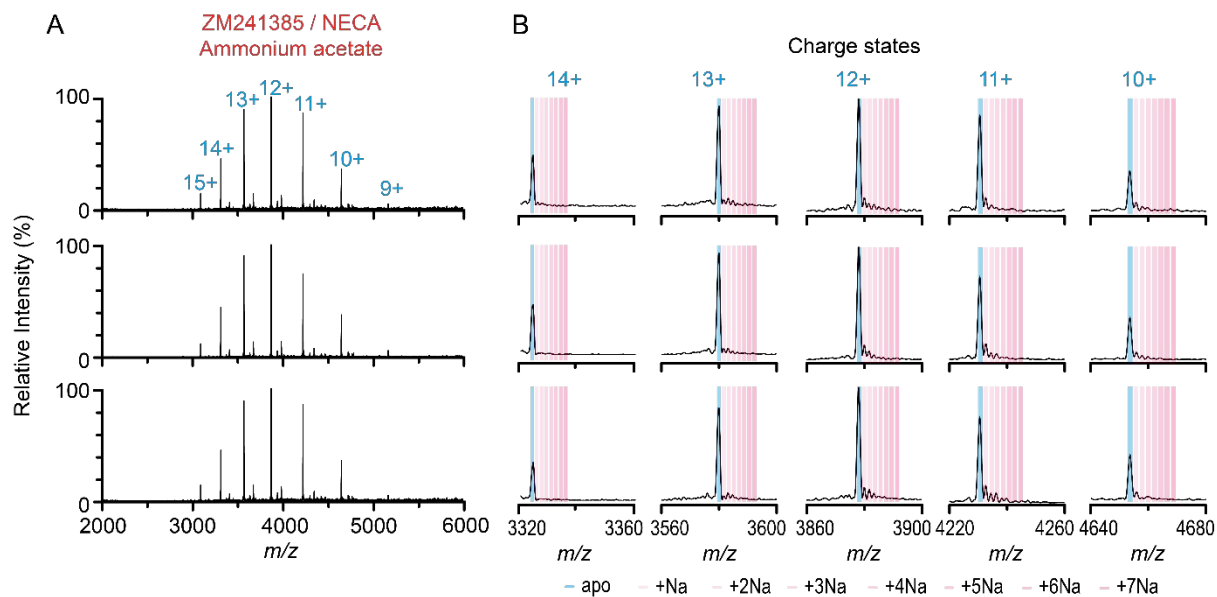 A
ZM241385 / NECA
Ammonium acetate
B
Charge states
14+ 13+ 12+ 11+ 10+
100
0
15+ 14+ 13+ 12+ 11+ 10+ 9+
100
0
100
0
Relative Intensity (%)
2000 3000 4000 5000 6000
m/z
3320 3360 3560 3600 3860 3900 4220 4260 4640 4680
m/z m/z m/z m/z m/z
apo +Na +2Na +3Na +4Na +5Na +6Na +7Na